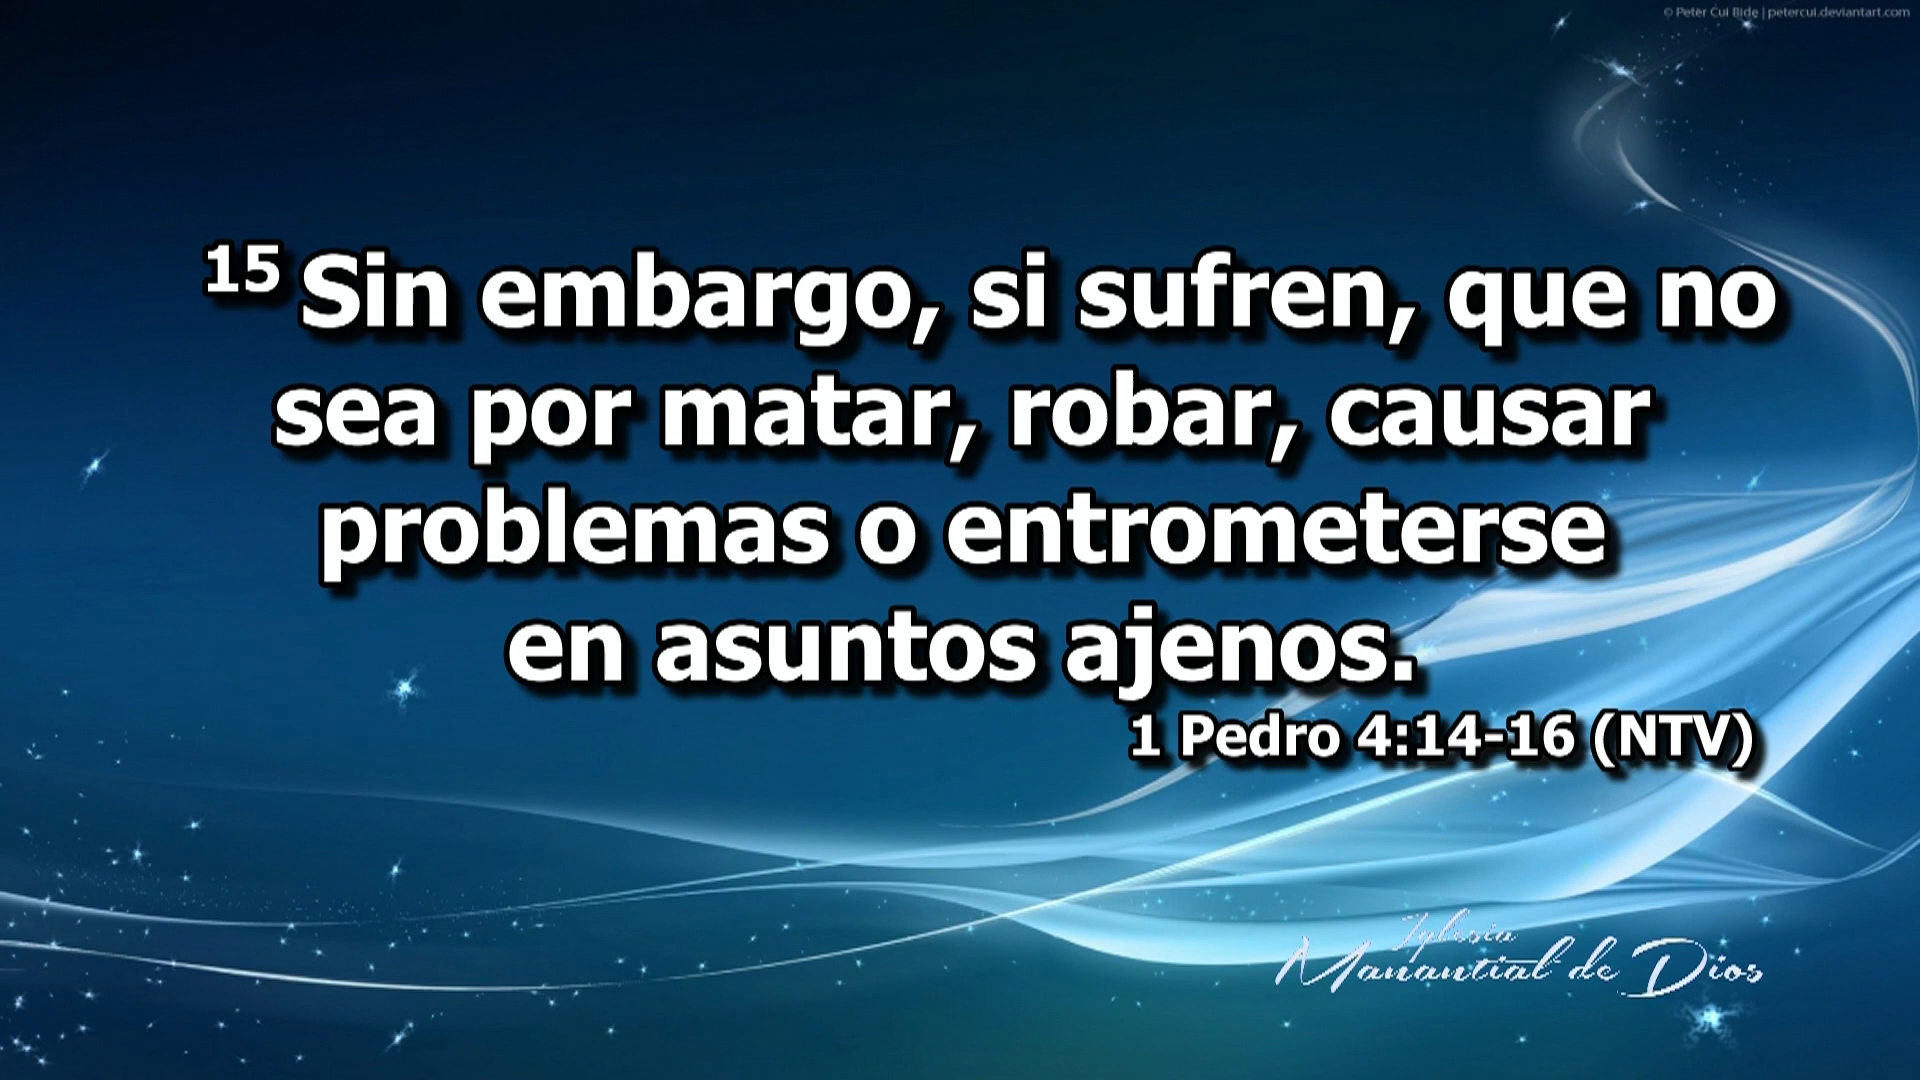 © Peter Cui Bide | petercui.deviantart.com
15 Sin embargo, si sufren, que no
sea por matar, robar, causar
problemas o entrometerse
en asuntos ajenos.
1 Pedro 4:14-16 (NTV)
Iglesia
Manantial de Dios